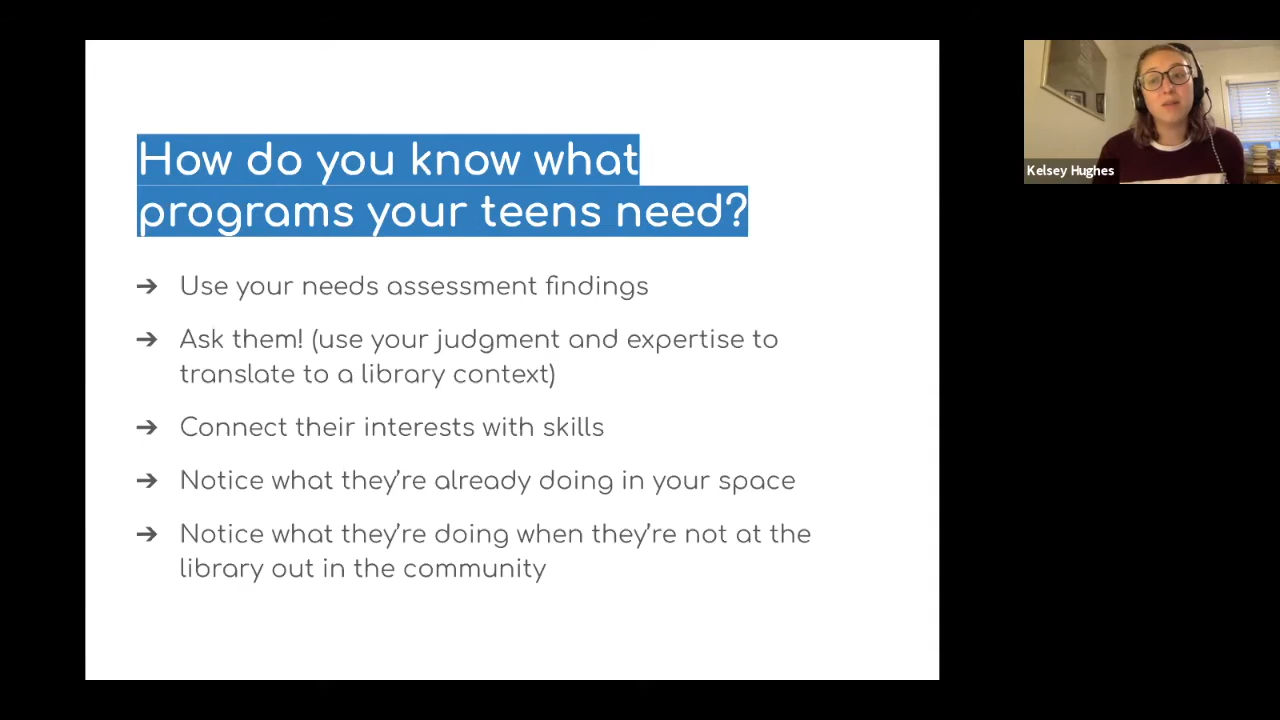 How do you know what
programs your teens need?
➔ Use your needs assessment findings
➔ Ask them! (use your judgment and expertise to
translate to a library context)
➔ Connect their interests with skills
➔ Notice what they’re already doing in your space
➔ Notice what they’re doing when they’re not at the
library out in the community
Kelsey Hughes